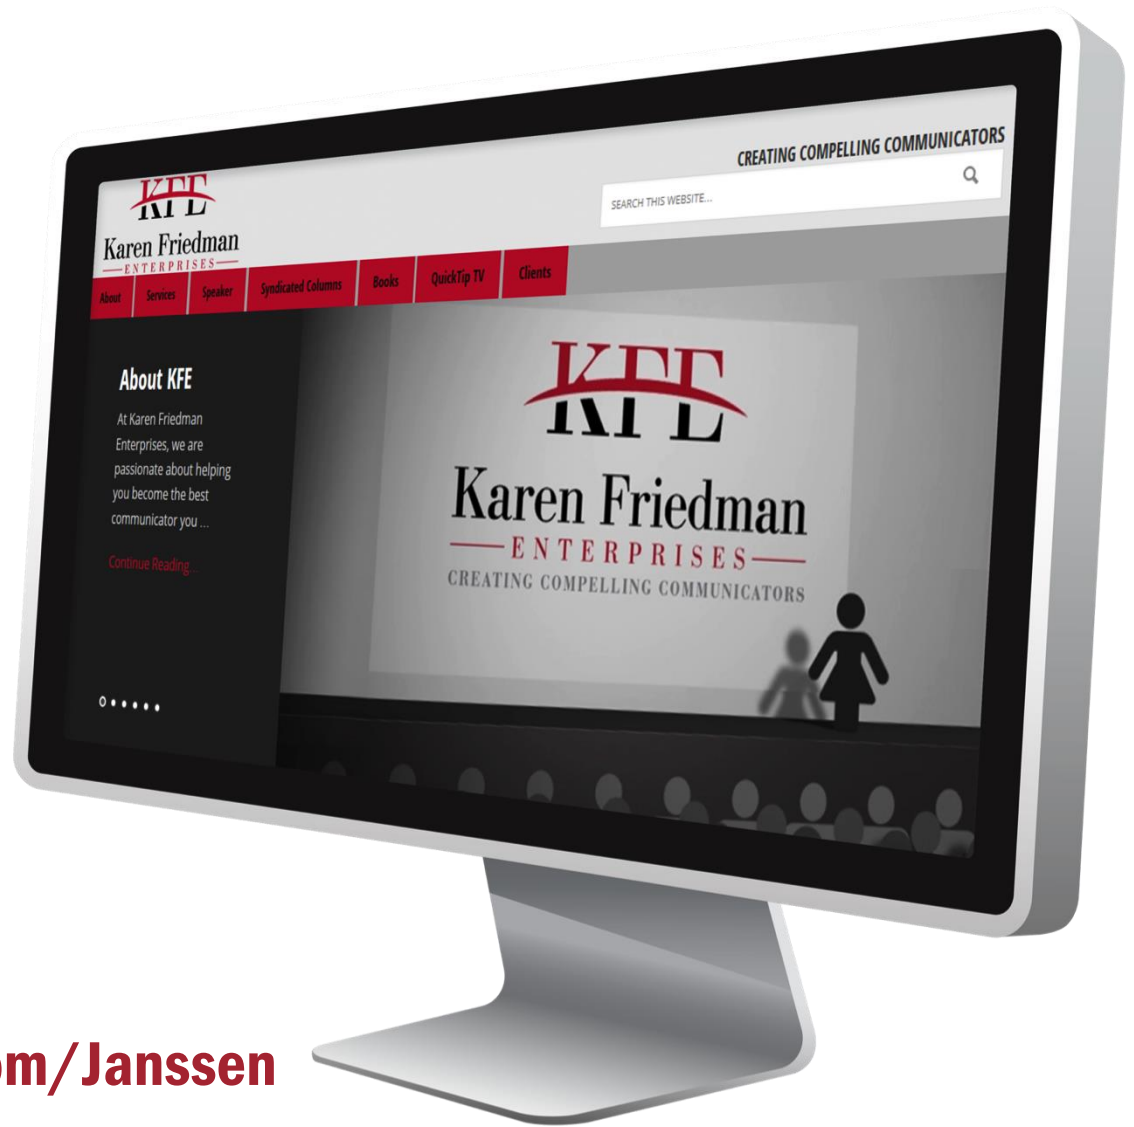 CREATING COMPELLING COMMUNICATORS
KFE
SEARCH THIS WEBSITE...
Karen Friedman
ENTERPRISES
About
Services
Speaker
Syndicated Columns
Books
QuickTip TV
Clients
About KFE
At Karen Friedman
Enterprises, we are
passionate about helping
you become the best
communicator you ...
Continue Reading...
KFE
Karen Friedman
ENTERPRISES
CREATING COMPELLING COMMUNICATORS
om/Janssen